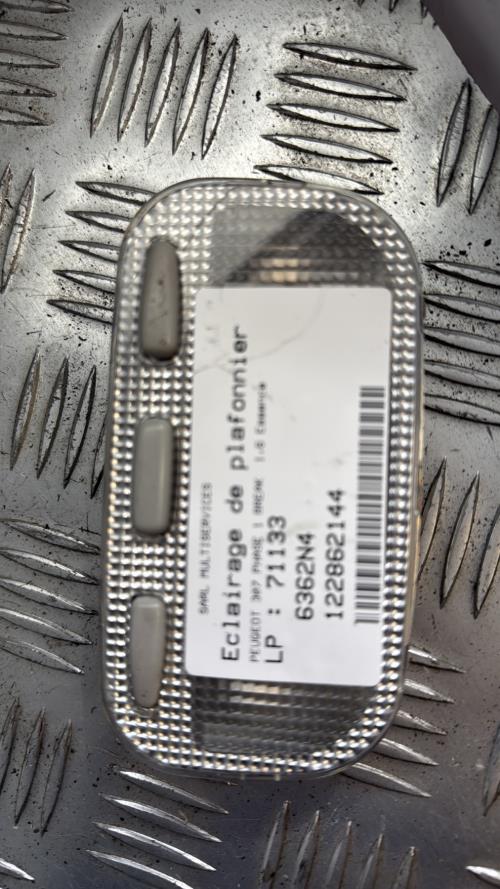 SARL MULTISERVICES
Eclairage de plafonnier
PEUGEOT 307 PHASE 1 BREAK 1.6 Essence
LP : 71133
6362N4
122862144